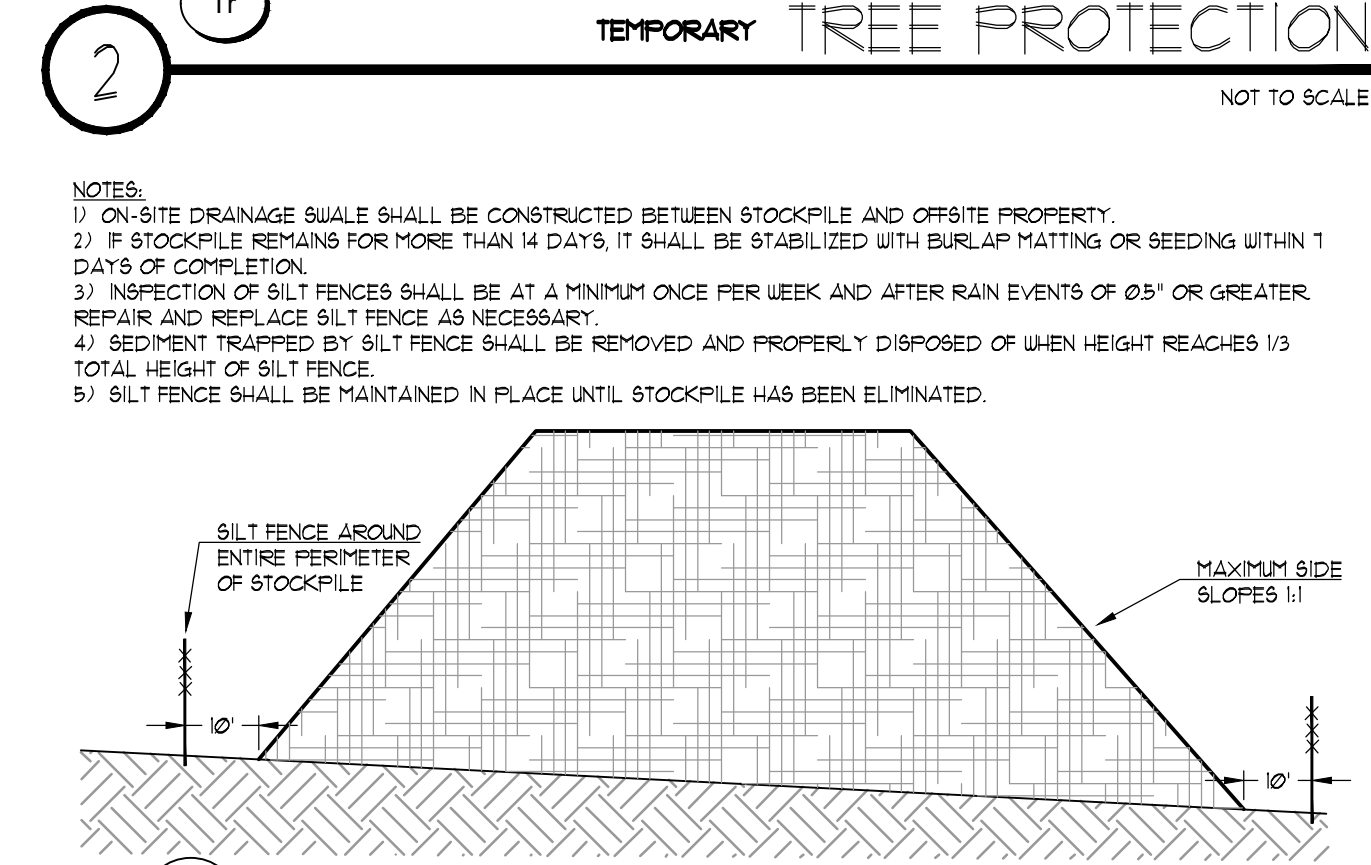 TEMPORARY TREE PROTECTION
2
NOT TO SCALE
NOTES:
1) ON-SITE DRAINAGE SWALE SHALL BE CONSTRUCTED BETWEEN STOCKPILE AND OFFSITE PROPERTY.
2) IF STOCKPILE REMAINS FOR MORE THAN 14 DAYS, IT SHALL BE STABILIZED WITH BURLAP MATTING OR SEEDING WITHIN 7
DAYS OF COMPLETION.
3) INSPECTION OF SILT FENCES SHALL BE AT A MINIMUM ONCE PER WEEK AND AFTER RAIN EVENTS OF 0.5" OR GREATER.
REPAIR AND REPLACE SILT FENCE AS NECESSARY.
4) SEDIMENT TRAPPED BY SILT FENCE SHALL BE REMOVED AND PROPERLY DISPOSED OF WHEN HEIGHT REACHES 1/3
TOTAL HEIGHT OF SILT FENCE.
5) SILT FENCE SHALL BE MAINTAINED IN PLACE UNTIL STOCKPILE HAS BEEN ELIMINATED.
SILT FENCE AROUND
ENTIRE PERIMETER
OF STOCKPILE
MAXIMUM SIDE
SLOPES 1:1
10'
10'